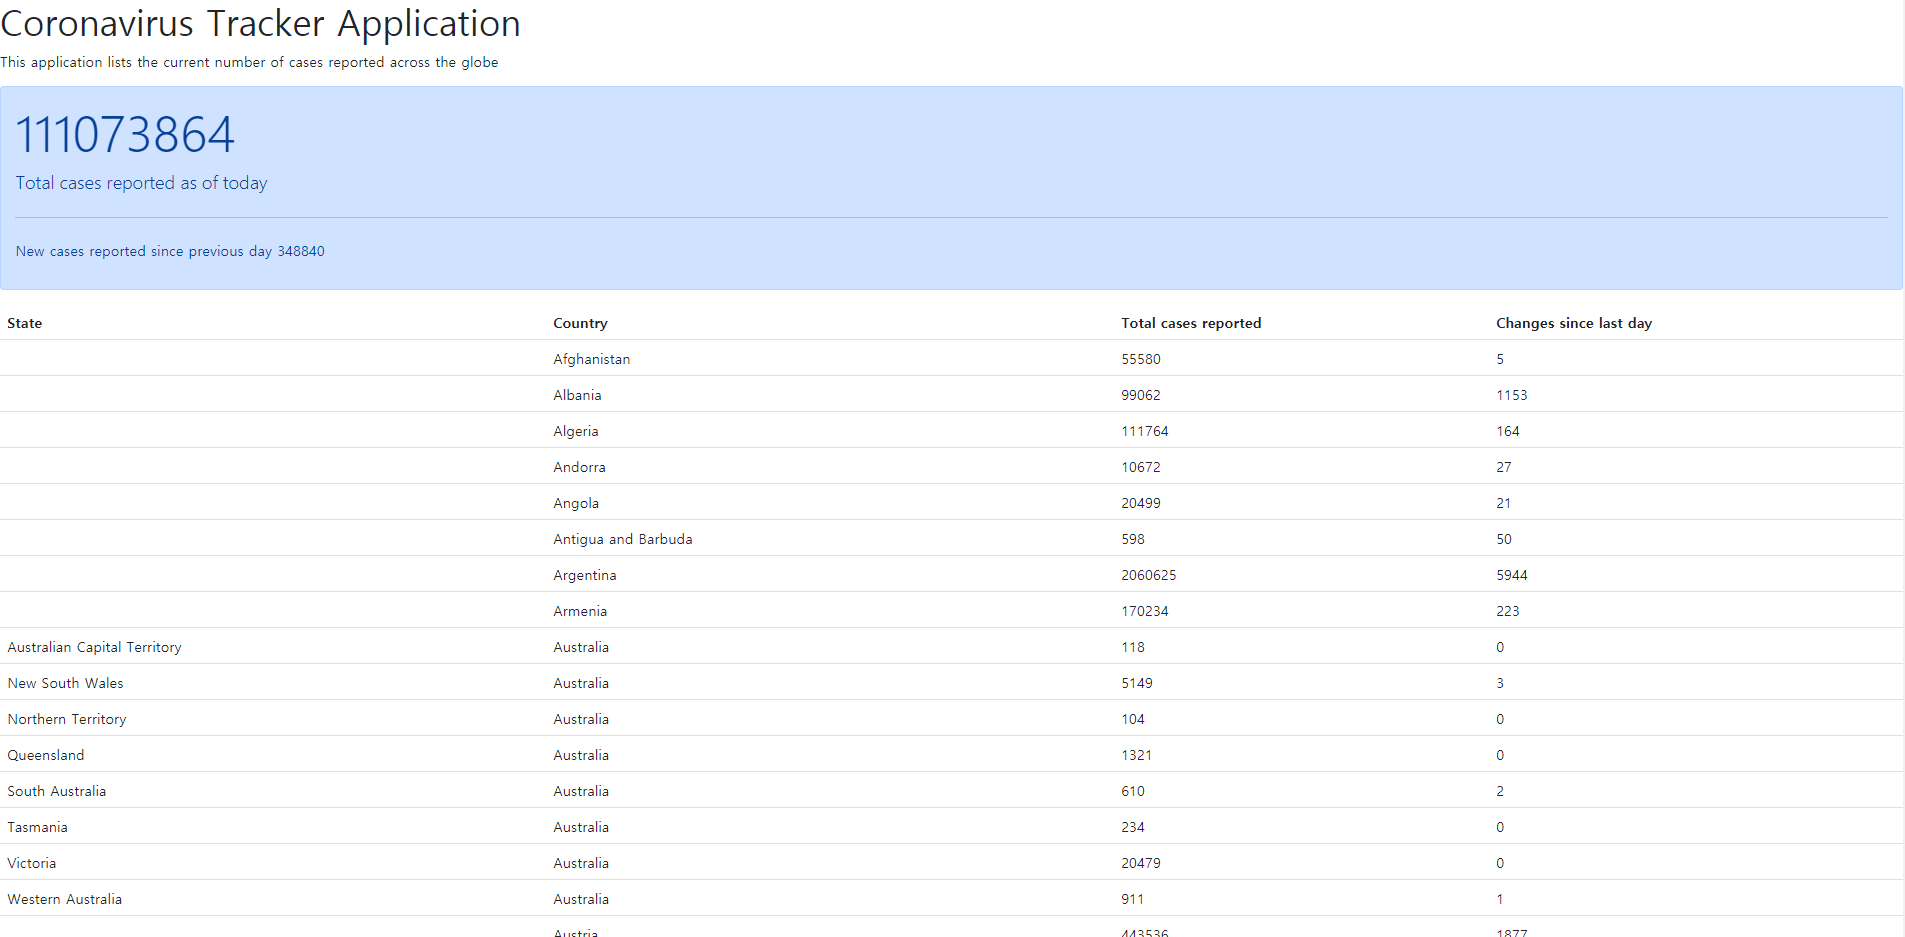 Coronavirus Tracker Application
This application lists the current number of cases reported across the globe
111073864
Total cases reported as of today
New cases reported since previous day 348840
State Country Total cases reported Changes since last day
Afghanistan 55580 5
Albania 99062 1153
Algeria 111764 164
Andorra 10672 27
Angola 20499 21
Antigua and Barbuda 598 50
Argentina 2060625 5944
Armenia 170234 223
Australian Capital Territory Australia 118 0
New South Wales Australia 5149 3
Northern Territory Australia 104 0
Queensland Australia 1321 0
South Australia Australia 610 2
Tasmania Australia 234 0
Victoria Australia 20479 0
Western Australia Australia 911 1
Austria 443536 1877